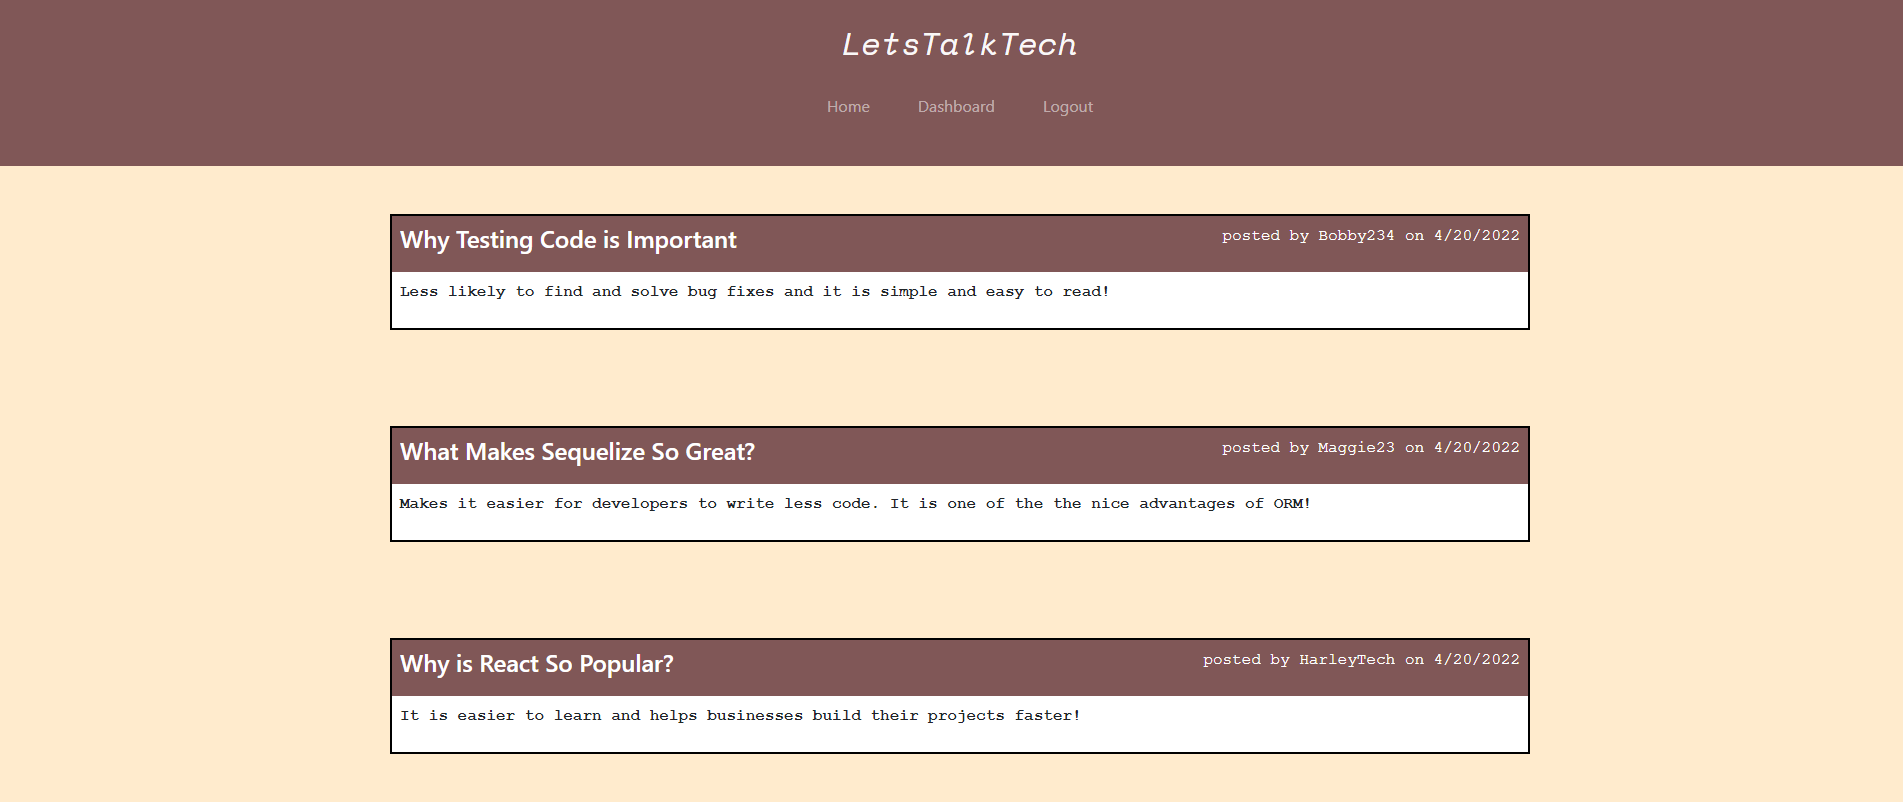 LetsTalkTech
Home Dashboard Logout
Why Testing Code is Important posted by Bobby234 on 4/20/2022
Less likely to find and solve bug fixes and it is simple and easy to read!
What Makes Sequelize So Great? posted by Maggie23 on 4/20/2022
Makes it easier for developers to write less code. It is one of the the nice advantages of ORM!
Why is React So Popular? posted by HarleyTech on 4/20/2022
It is easier to learn and helps businesses build their projects faster!